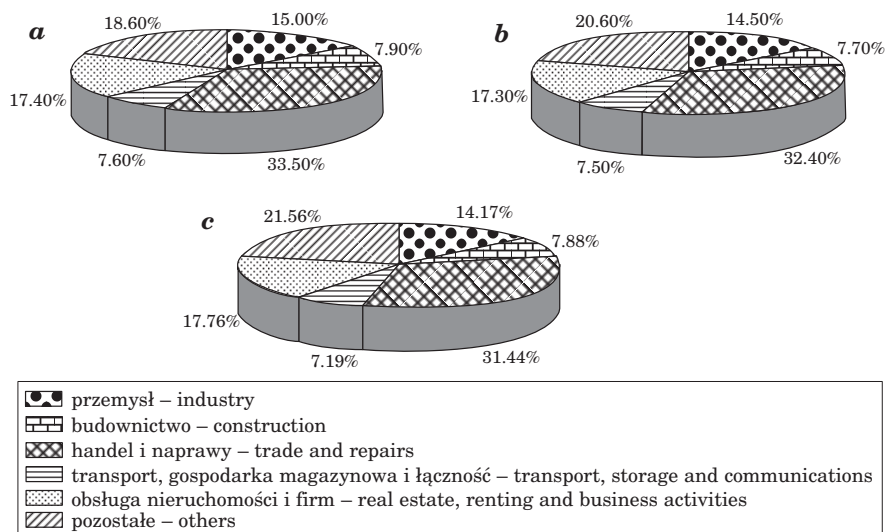 a
18.60%
15.00%
7.90%
17.40%
7.60%
33.50%
b
20.60%
14.50%
7.70%
17.30%
7.50%
32.40%
c
21.56%
14.17%
7.88%
17.76%
7.19%
31.44%
przemysł – industry
budownictwo – construction
handel i naprawy – trade and repairs
transport, gospodarka magazynowa i łączność – transport, storage and communications
obsługa nieruchomości i firm – real estate, renting and business activities
pozostałe – others